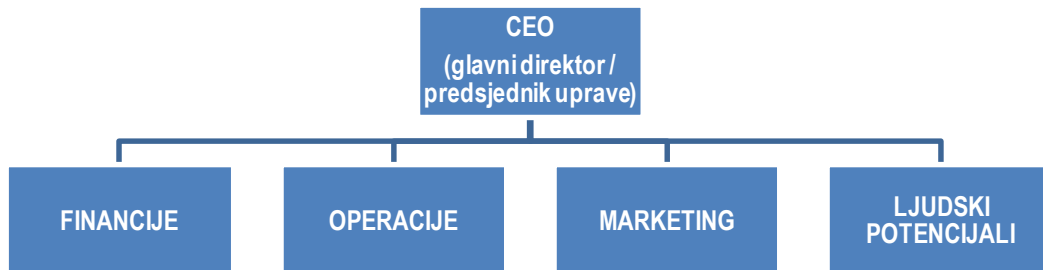 CEO
(glavni direktor /
predsjednik uprave)
FINANCIJE
OPERACIJE
MARKETING
LJUDSKI
POTENCIJALI